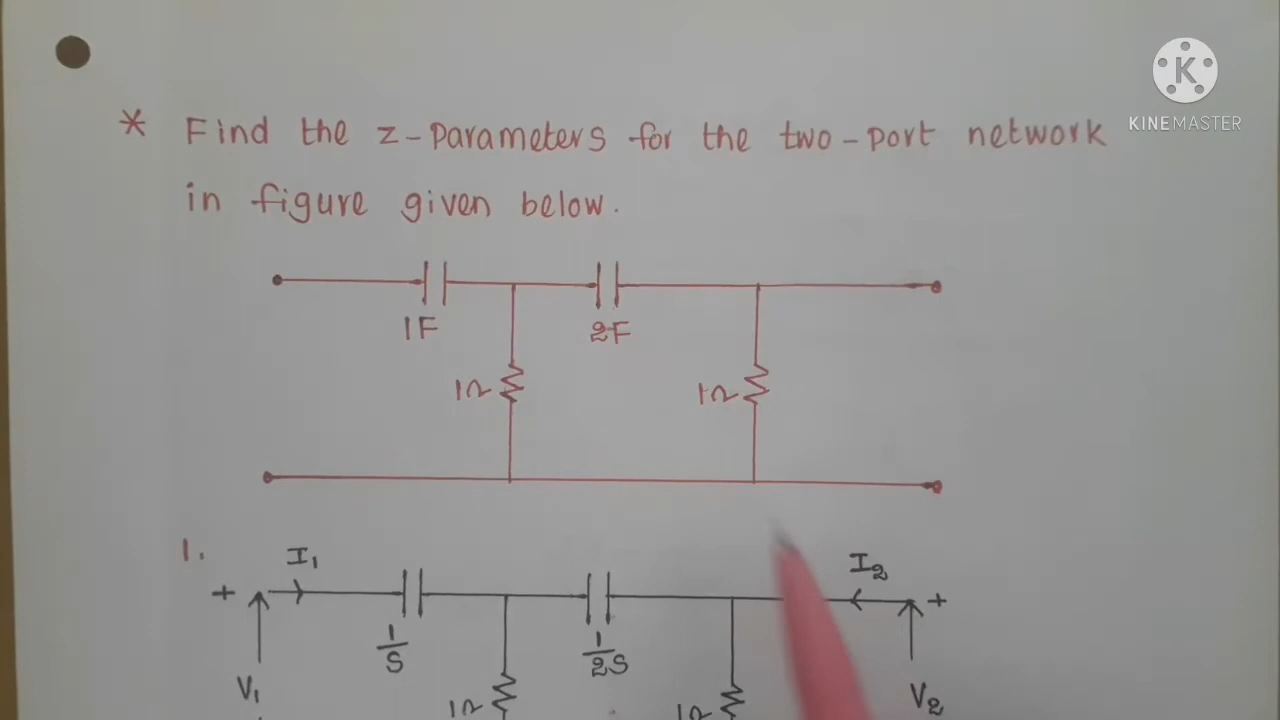 K
KINEMASTER
* Find the z-parameters for the two-port network
in figure given below.
1F
2F
1Ω
1Ω
1.
I₁
I₂
+
+
1/S
1/2S
V₁
V₂
1Ω
1Ω